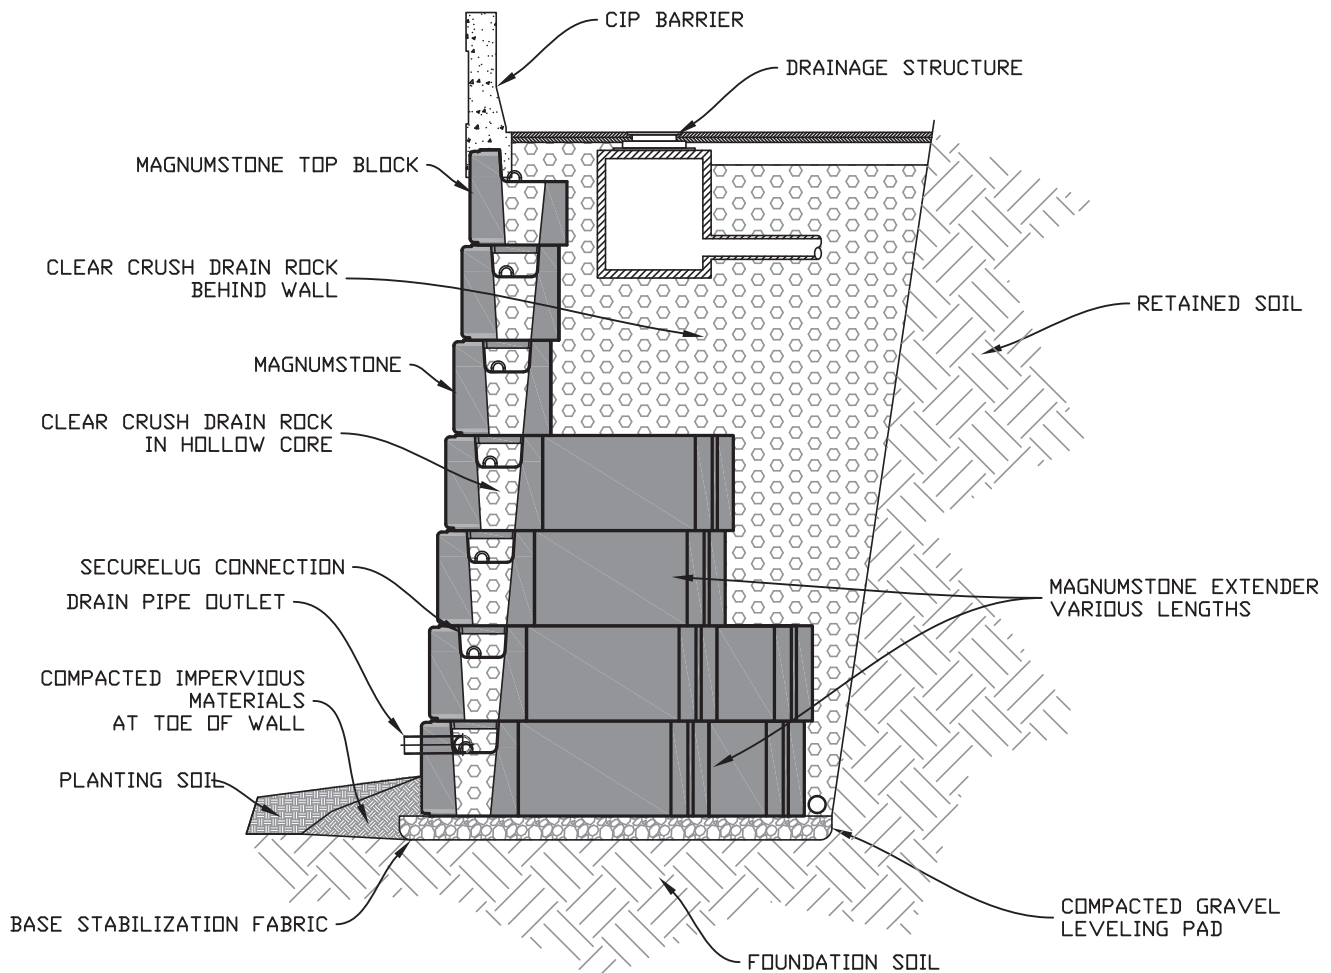 CIP BARRIER
DRAINAGE STRUCTURE
MAGNUMSTONE TOP BLOCK
CLEAR CRUSH DRAIN ROCK
BEHIND WALL
RETAINED SOIL
MAGNUMSTONE
CLEAR CRUSH DRAIN ROCK
IN HOLLOW CORE
SECURELUG CONNECTION
DRAIN PIPE OUTLET
MAGNUMSTONE EXTENDER
VARIOUS LENGTHS
COMPACTED IMPERVIOUS
MATERIALS
AT TOE OF WALL
PLANTING SOIL
COMPACTED GRAVEL
LEVELING PAD
BASE STABILIZATION FABRIC
FOUNDATION SOIL